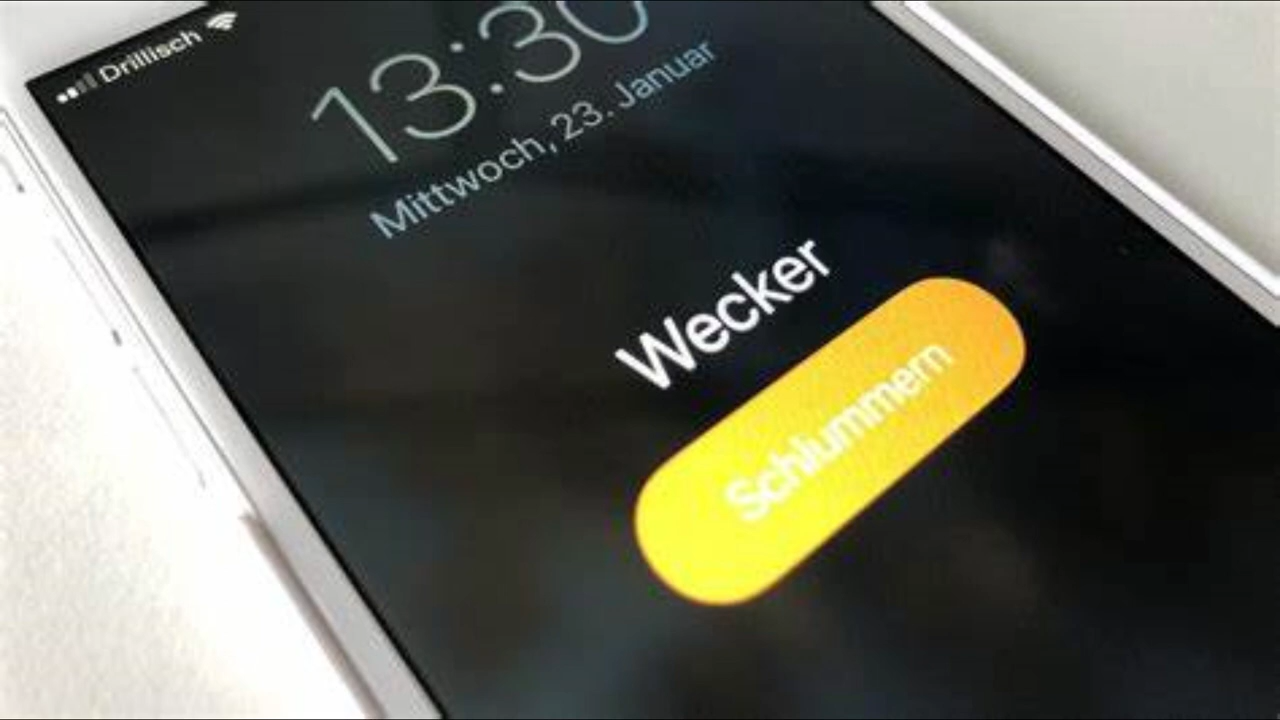 Drillisch
13:30
Mittwoch, 23. Januar
Wecker
Schlummern